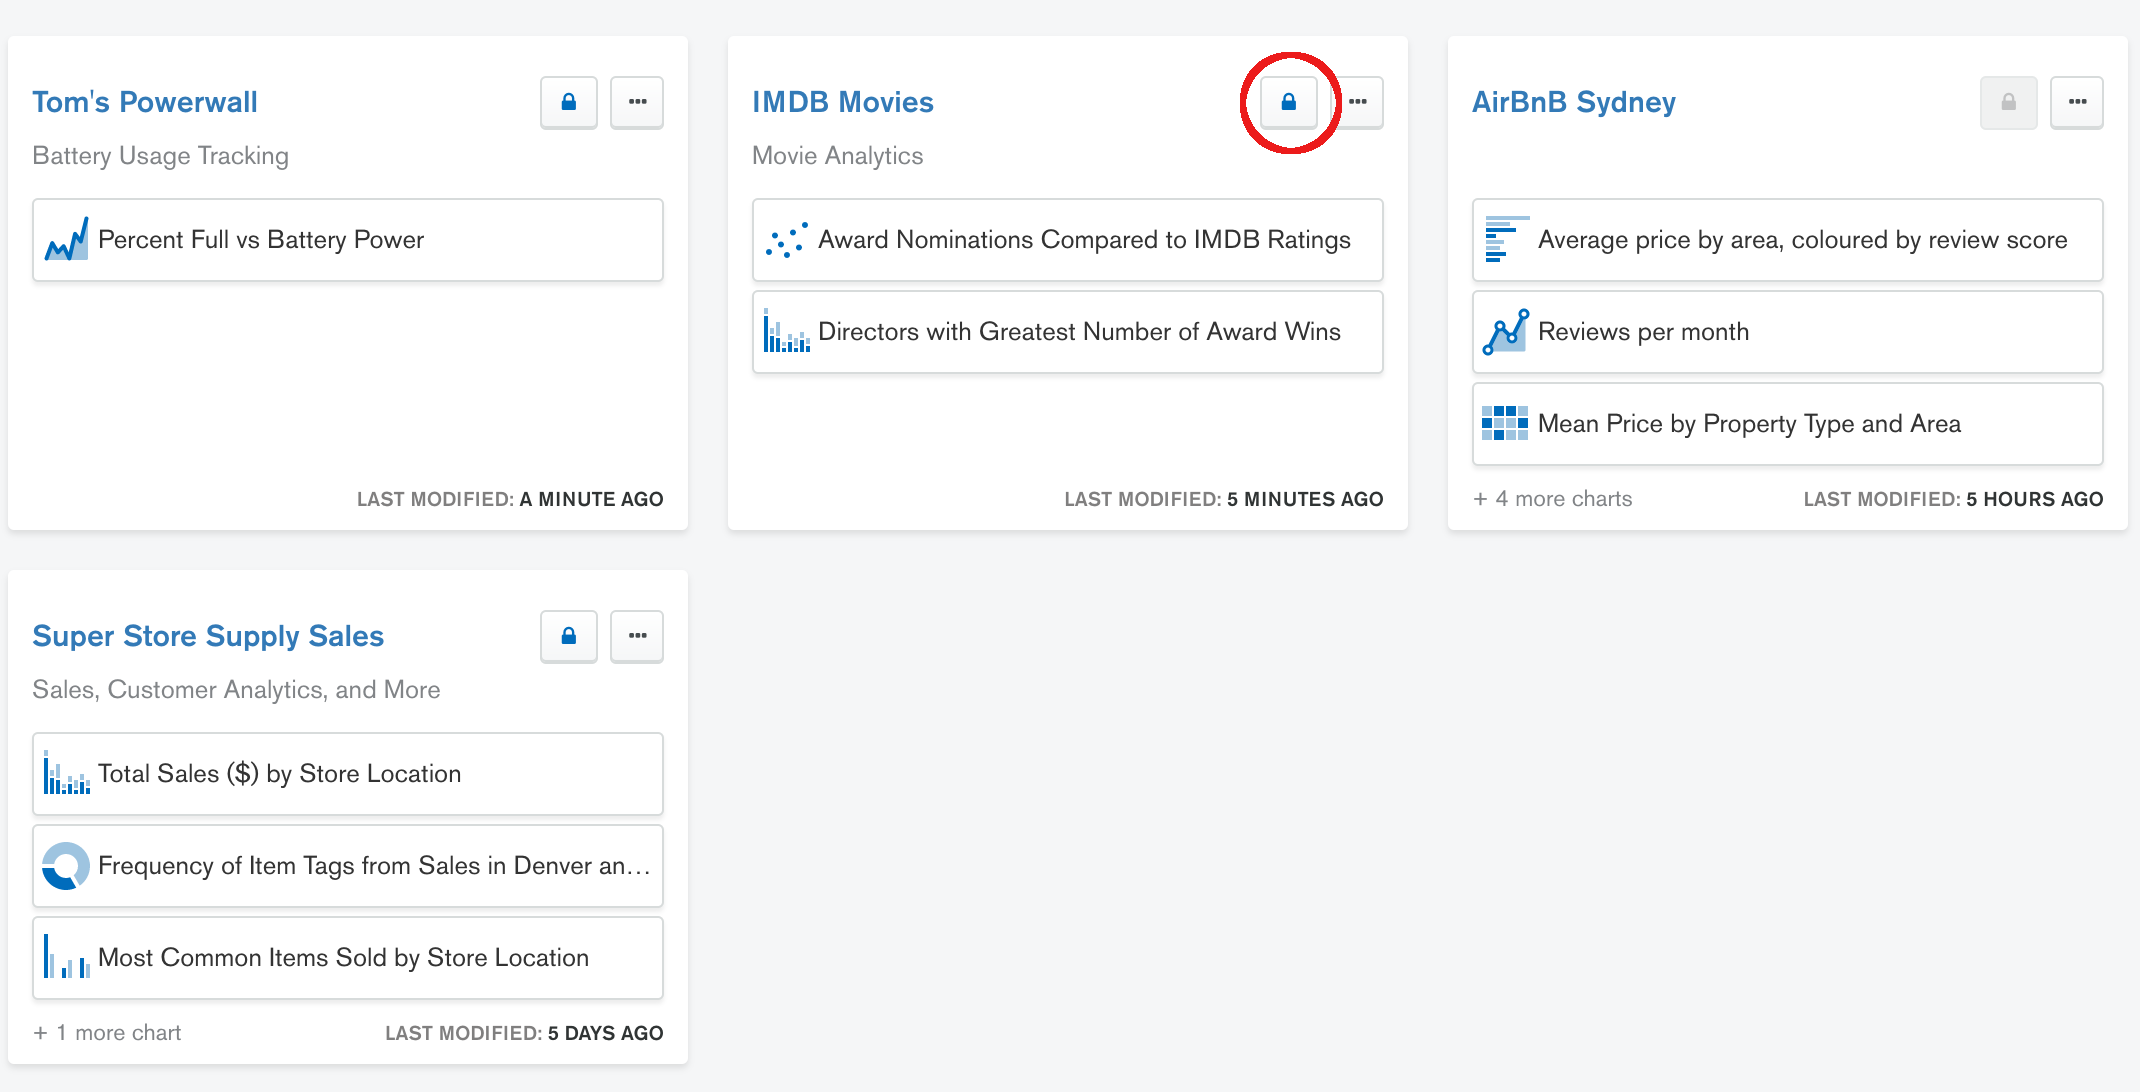 Tom's Powerwall
Battery Usage Tracking
Percent Full vs Battery Power
LAST MODIFIED: A MINUTE AGO
IMDB Movies
Movie Analytics
Award Nominations Compared to IMDB Ratings
Directors with Greatest Number of Award Wins
LAST MODIFIED: 5 MINUTES AGO
AirBnB Sydney
Average price by area, coloured by review score
Reviews per month
Mean Price by Property Type and Area
+ 4 more charts
LAST MODIFIED: 5 HOURS AGO
Super Store Supply Sales
Sales, Customer Analytics, and More
Total Sales ($) by Store Location
Frequency of Item Tags from Sales in Denver an...
Most Common Items Sold by Store Location
+ 1 more chart
LAST MODIFIED: 5 DAYS AGO